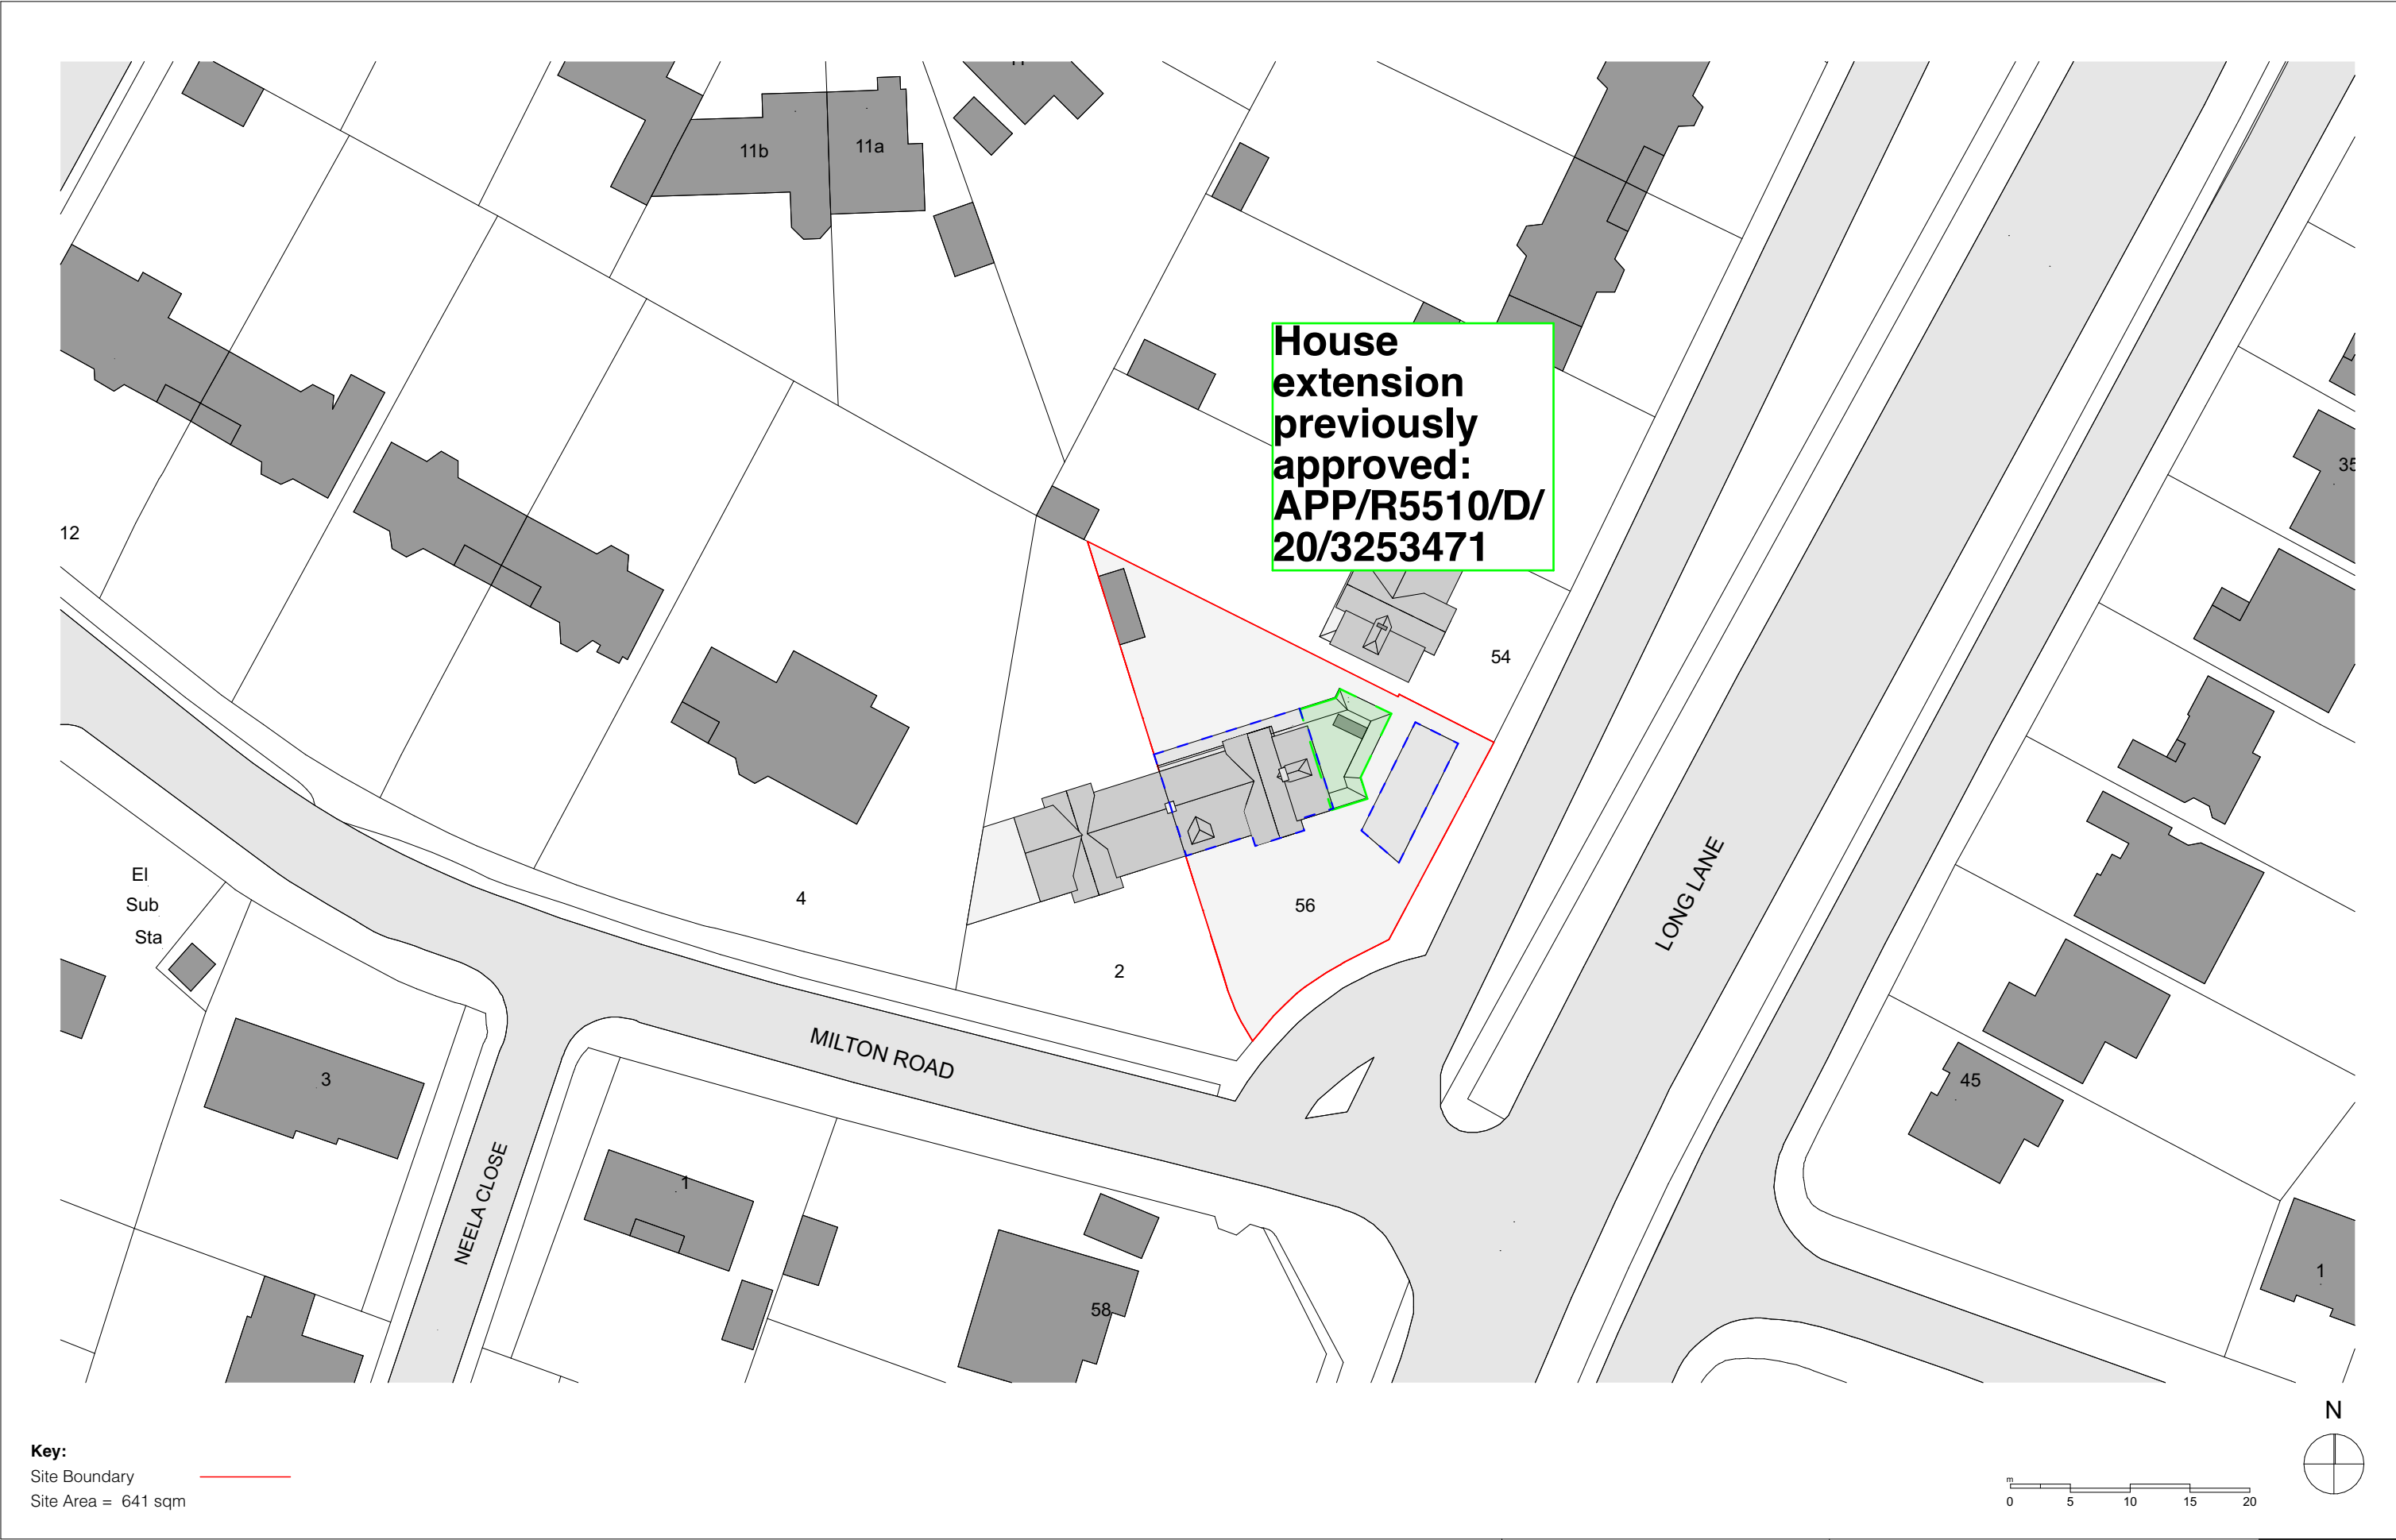 11b
11a
House
extension
previously
approved:
APP/R5510/D/
20/3253471
35
12
54
El
Sub
Sta
4
56
2
LONG LANE
MILTON ROAD
3
45
NEELA CLOSE
1
58
1
N
Key:
Site Boundary
Site Area = 641 sqm
m
0 5 10 15 20